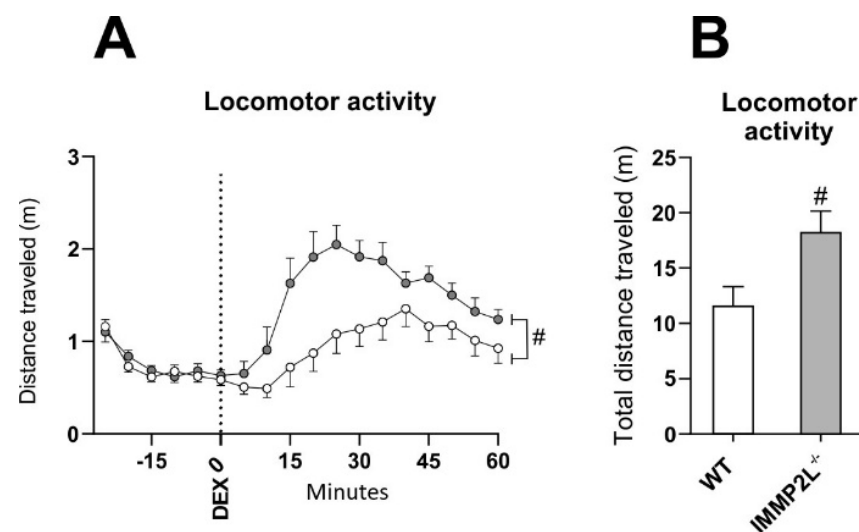 A
Locomotor activity
Distance traveled (m)
3
2
1
0
-15
DEX 0
15
30
45
60
Minutes
#
B
Locomotor
activity
Total distance traveled (m)
25
20
15
10
5
0
#
WT
IMMP2L-/-